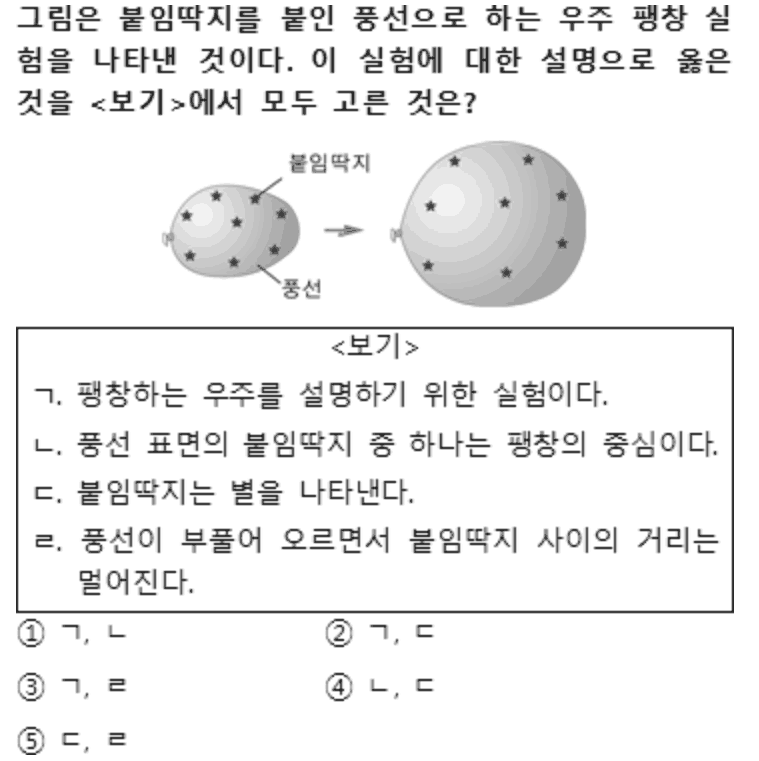 그림은 붙임딱지를 붙인 풍선으로 하는 우주 팽창 실
험을 나타낸 것이다. 이 실험에 대한 설명으로 옳은
것을 <보기>에서 모두 고른 것은?
붙임딱지
풍선
<보기>
ㄱ. 팽창하는 우주를 설명하기 위한 실험이다.
ㄴ. 풍선 표면의 붙임딱지 중 하나는 팽창의 중심이다.
ㄷ. 붙임딱지는 별을 나타낸다.
ㄹ. 풍선이 부풀어 오르면서 붙임딱지 사이의 거리는
멀어진다.
① ㄱ, ㄴ ② ㄱ, ㄷ
③ ㄱ, ㄹ ④ ㄴ, ㄷ
⑤ ㄷ, ㄹ